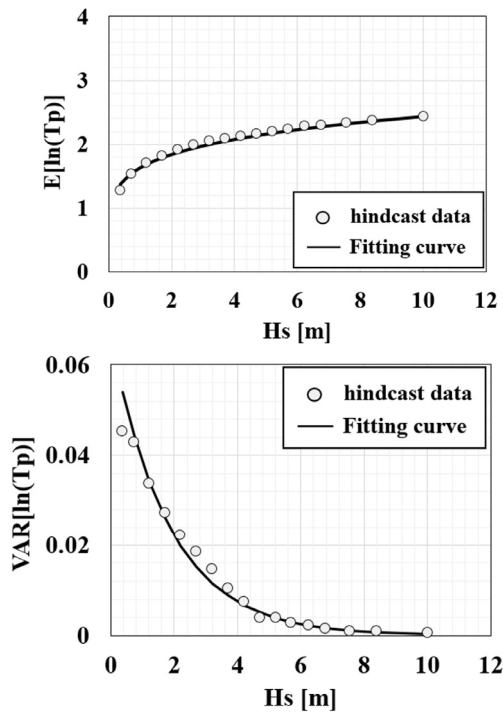 4
3
2
1
0
E[ln(Tp)]
hindcast data
Fitting curve
0 2 4 6 8 10 12
Hs [m]
0.06
0.04
0.02
0
VAR[ln(Tp)]
hindcast data
Fitting curve
0 2 4 6 8 10 12
Hs [m]